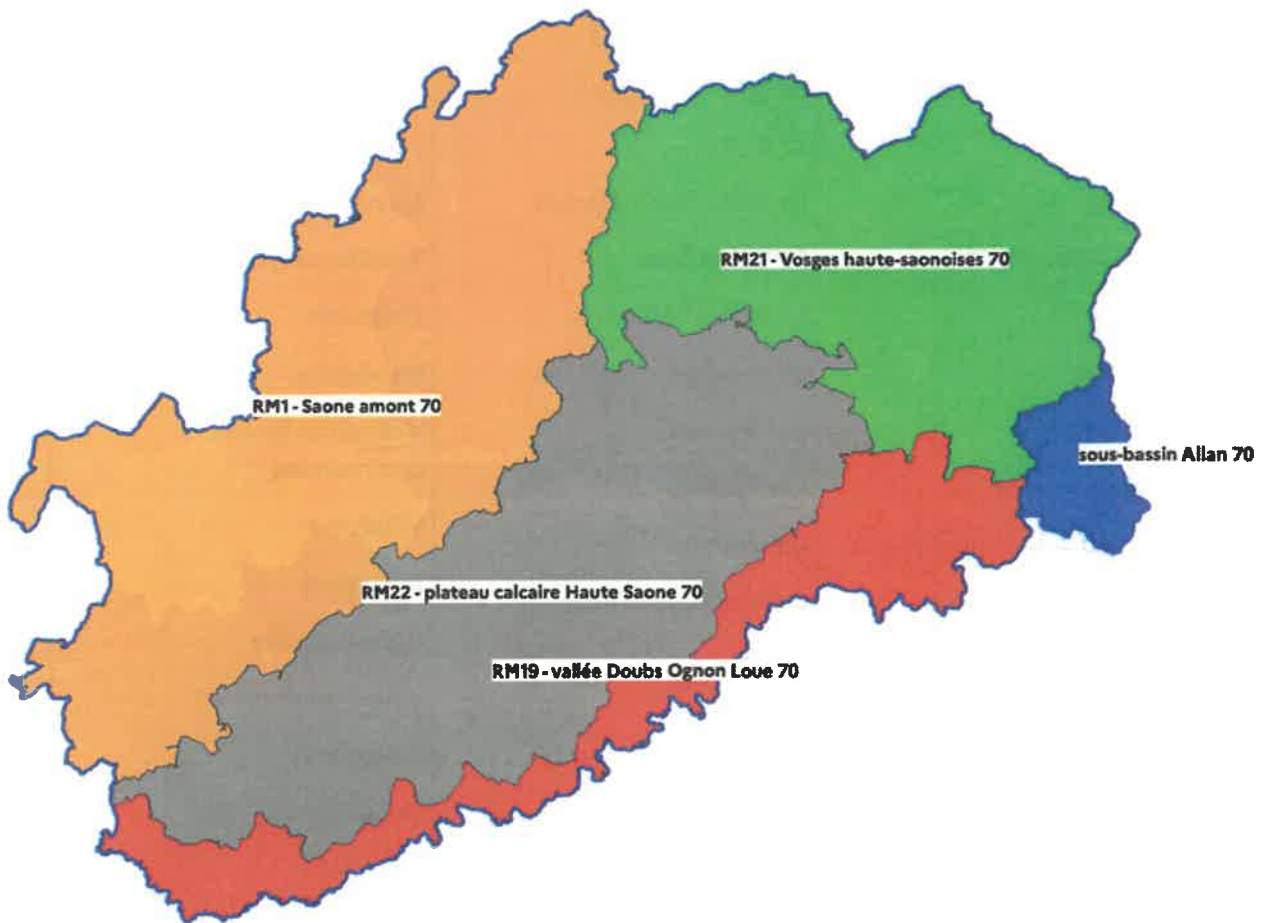 RM21 - Vosges haute-saonoises 70
RM1 - Saone amont 70
sous-bassin Allan 70
RM22 - plateau calcaire Haute Saone 70
RM19 - vallée Doubs Ognon Loue 70